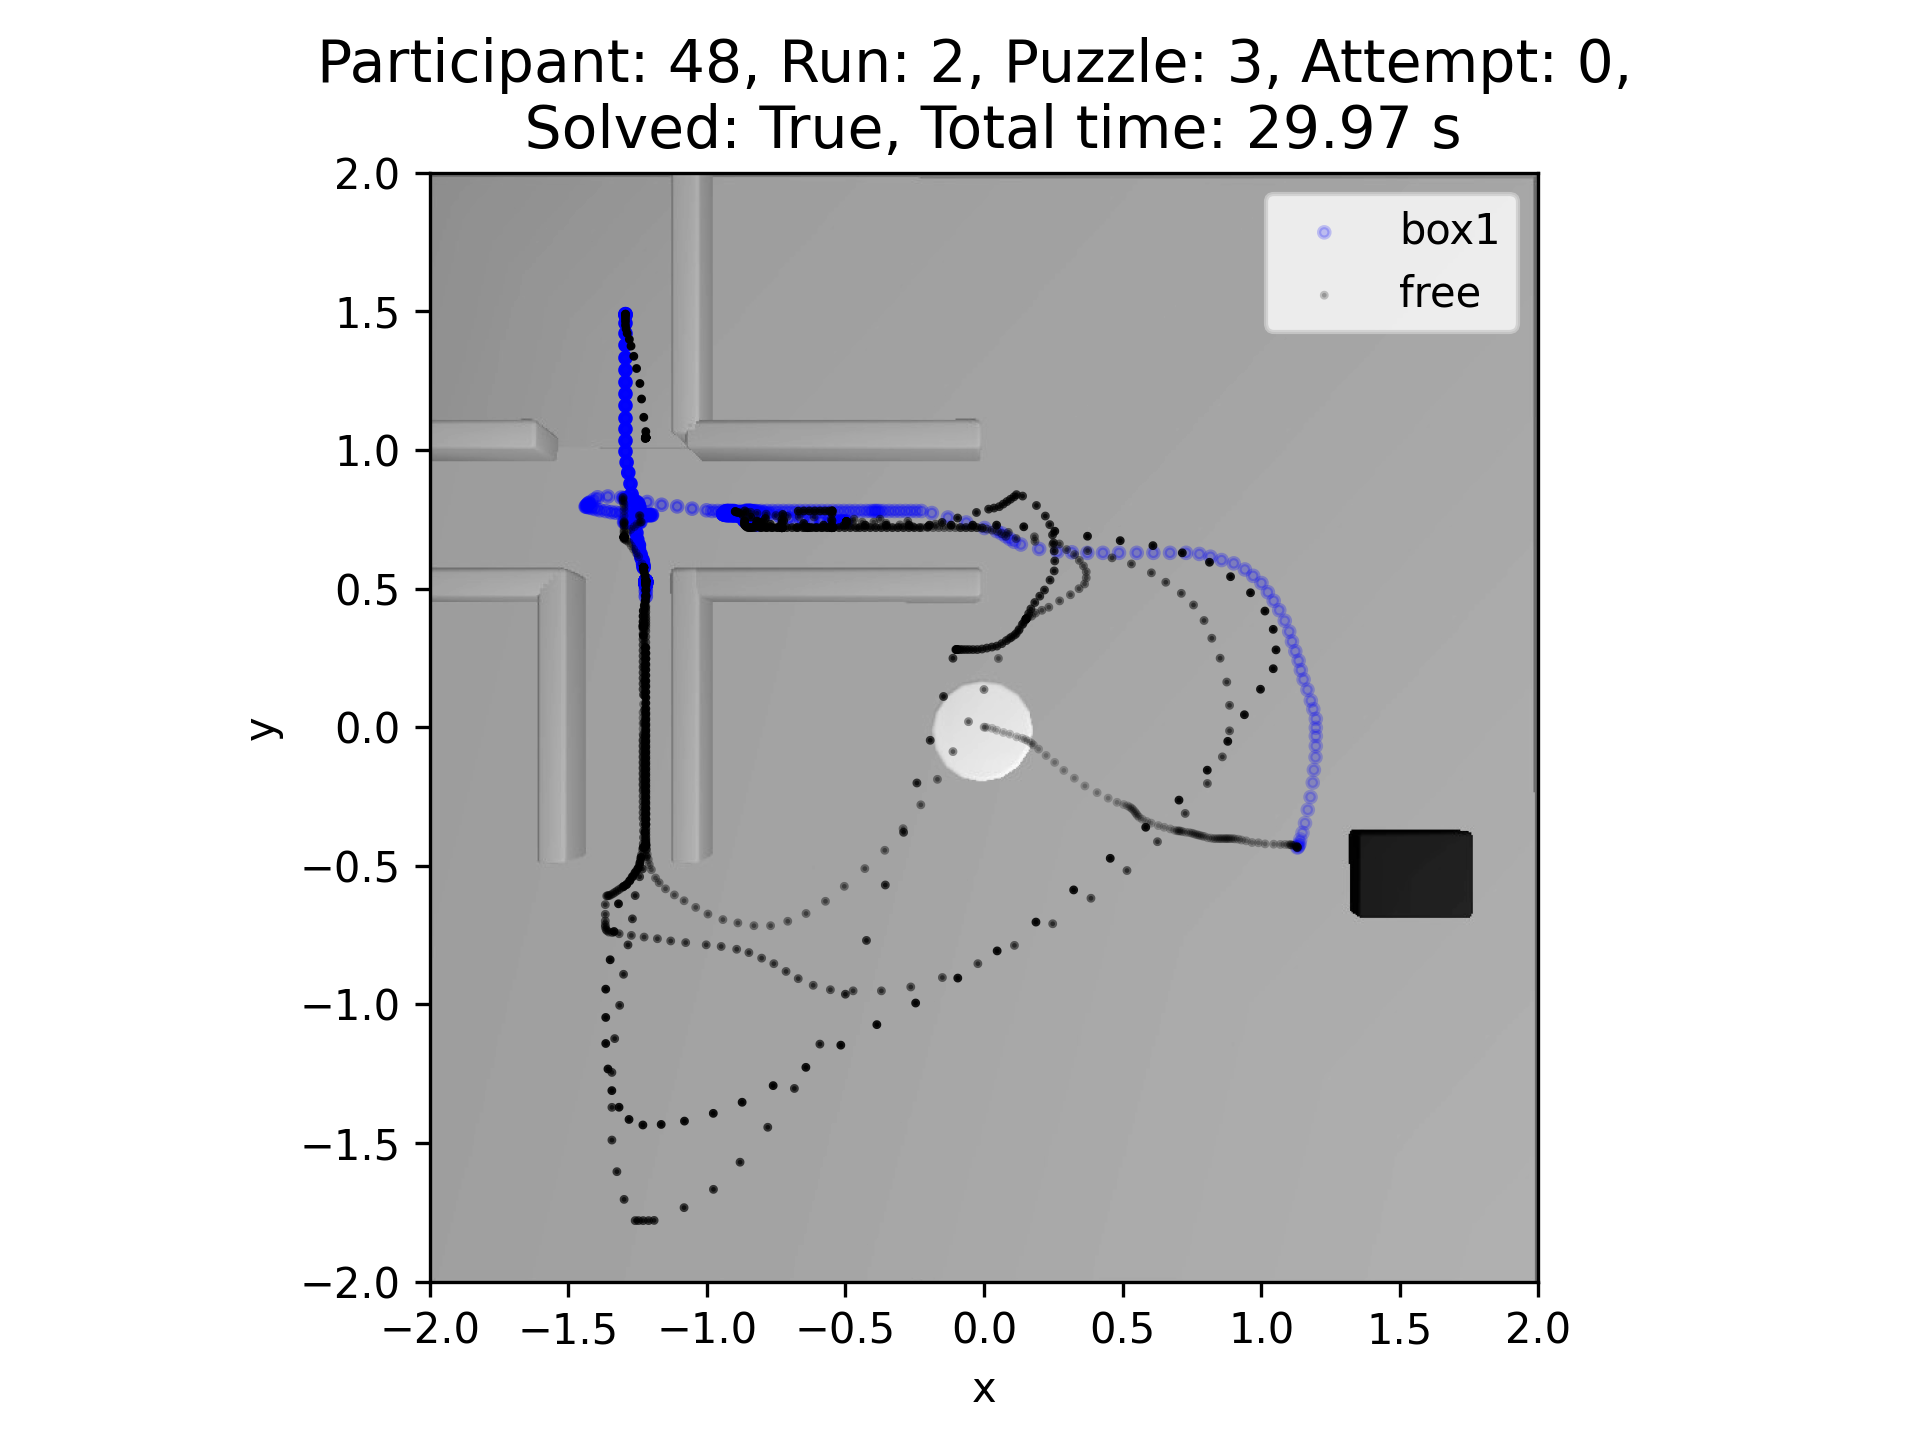 Participant: 48, Run: 2, Puzzle: 3, Attempt: 0,
Solved: True, Total time: 29.97 s
box1
free
2.0
1.5
1.0
0.5
0.0
−0.5
−1.0
−1.5
−2.0
y
−2.0 −1.5 −1.0 −0.5 0.0 0.5 1.0 1.5 2.0
x